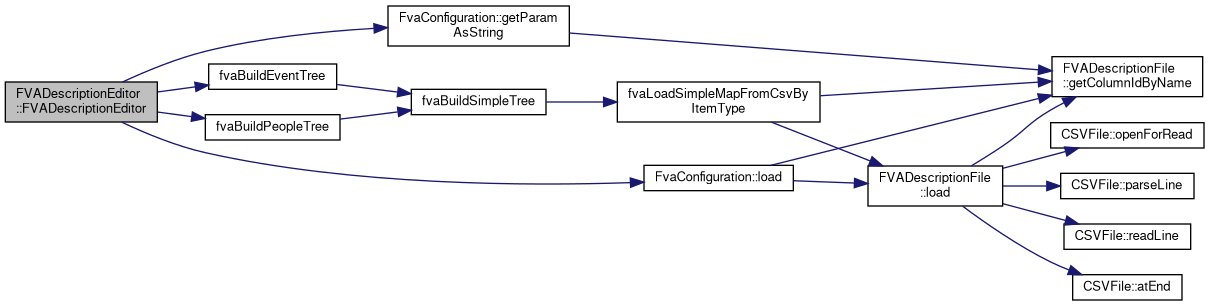 FVADescriptionEditor
::FVADescriptionEditor
FvaConfiguration::getParam
AsString
fvaBuildEventTree
fvaBuildPeopleTree
fvaBuildSimpleTree
fvaLoadSimpleMapFromCsvBy
ItemType
FvaConfiguration::load
FVADescriptionFile
::load
FVADescriptionFile
::getColumnIdByName
CSVFile::openForRead
CSVFile::parseLine
CSVFile::readLine
CSVFile::atEnd